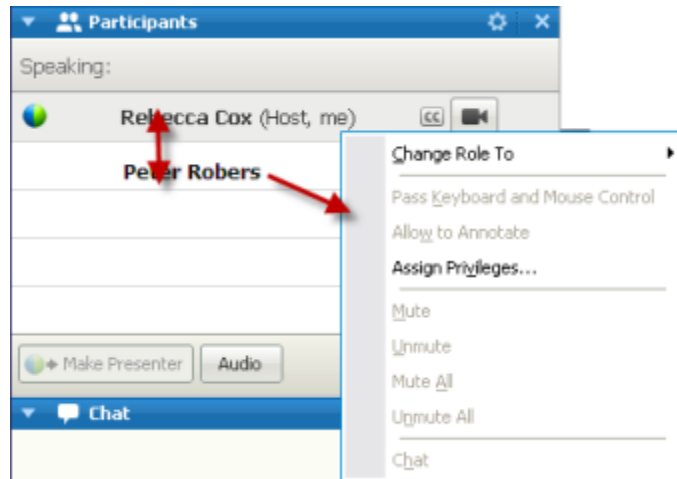 Participants
Speaking:
Rebecca Cox (Host, me)
CC
Peter Robers
Change Role To
Pass Keyboard and Mouse Control
Allow to Annotate
Assign Privileges...
Mute
Unmute
Mute All
Unmute All
Chat
Make Presenter
Audio
Chat